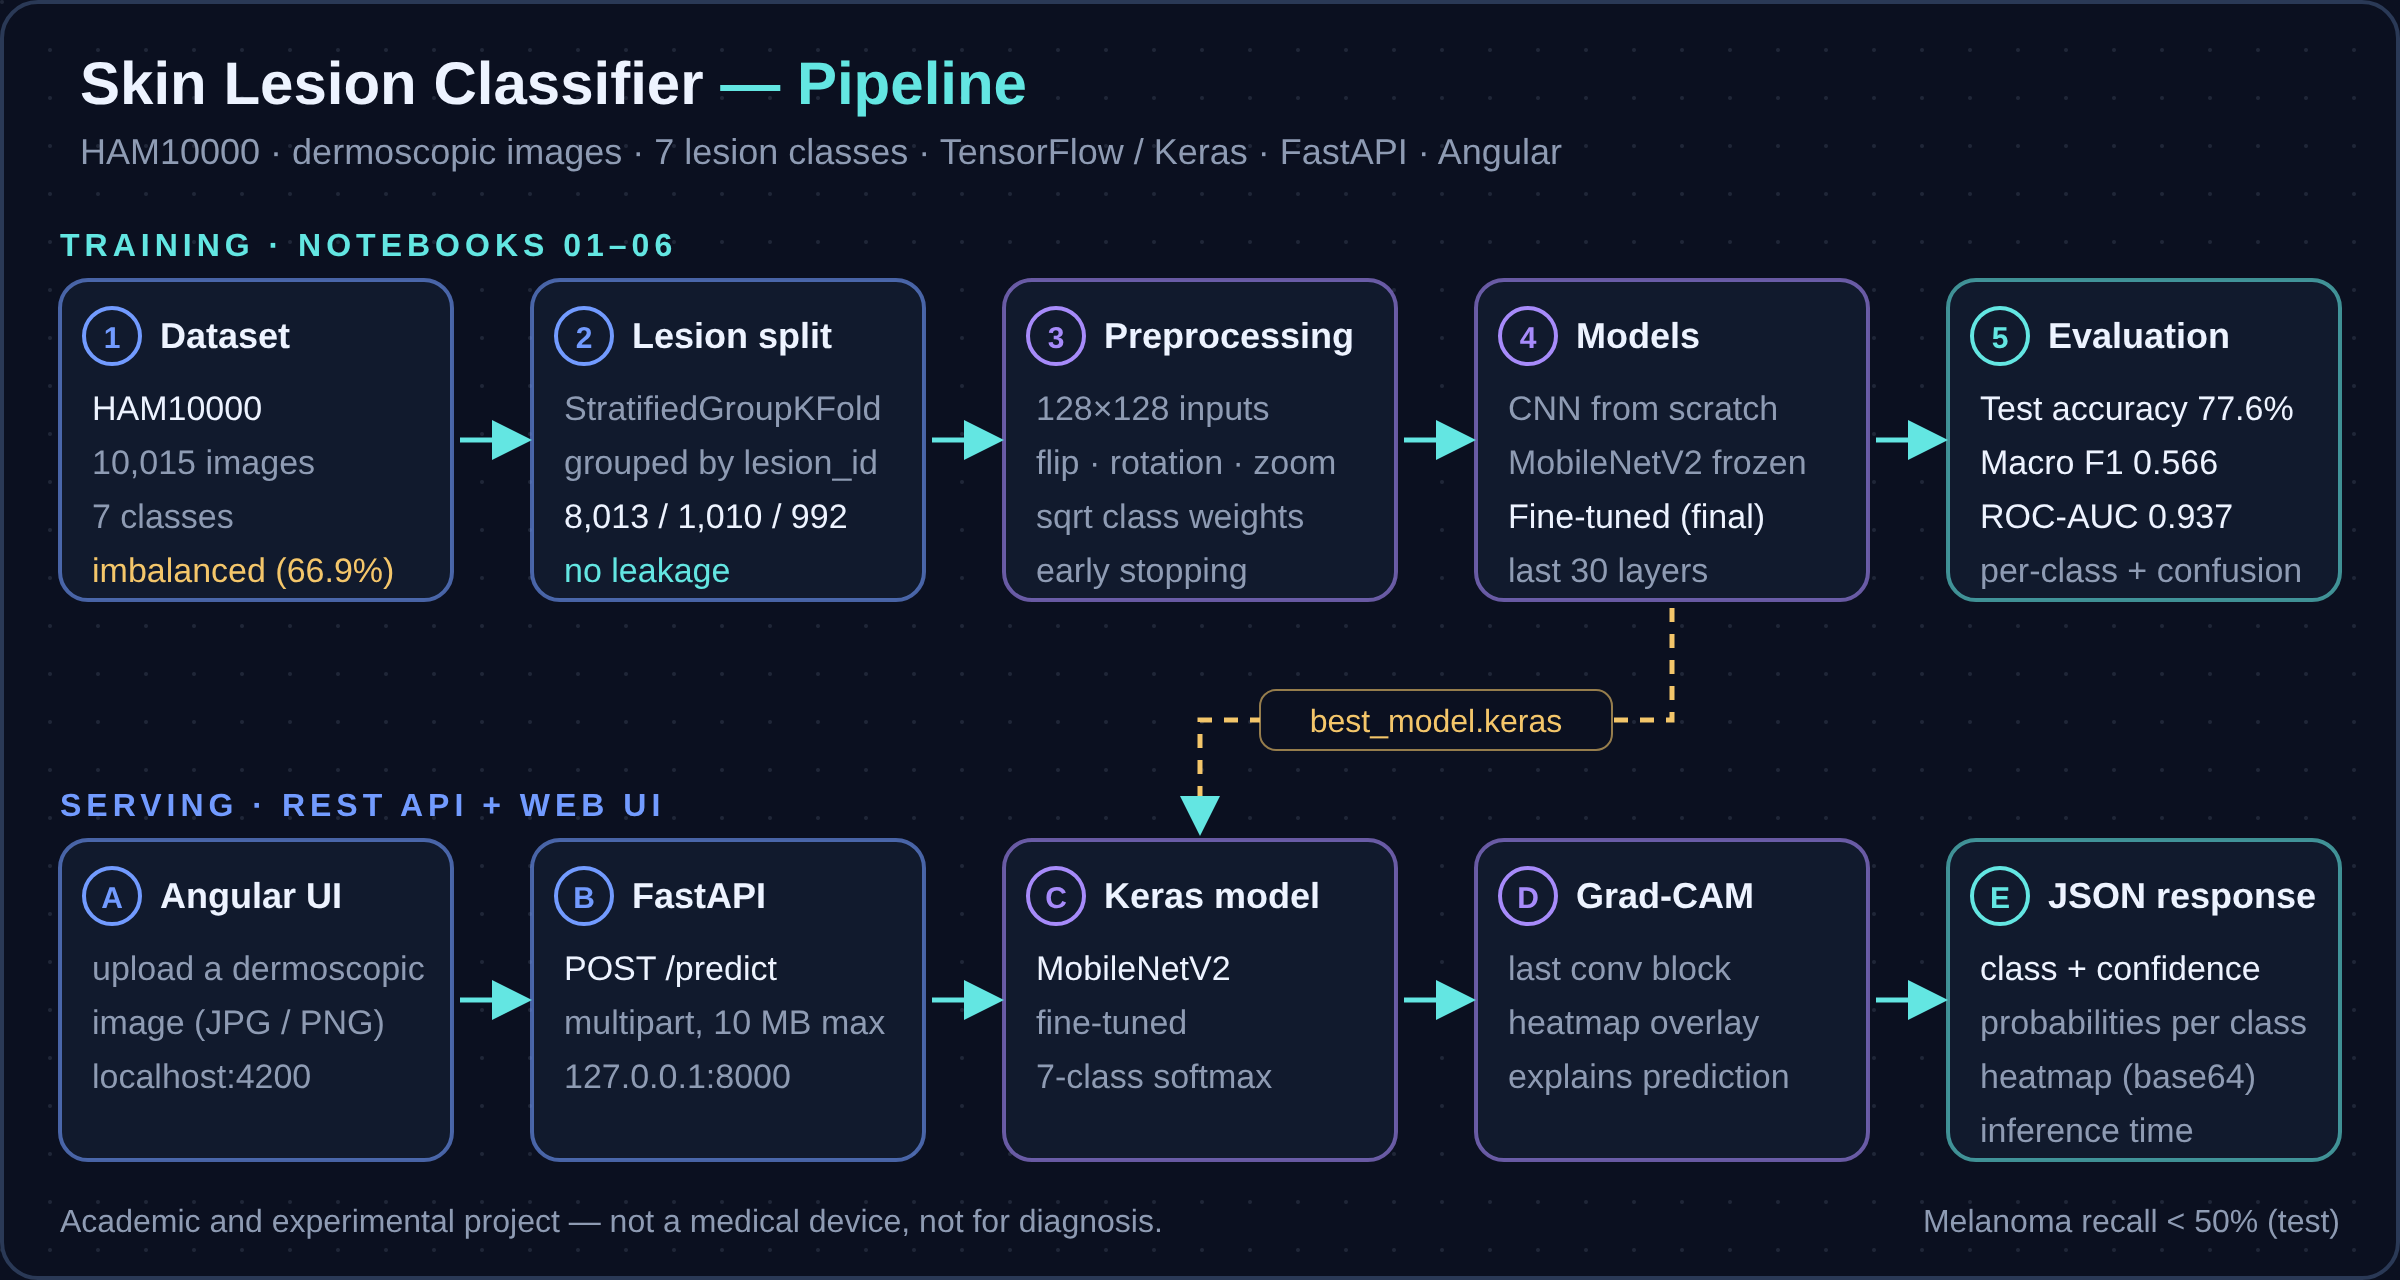 Skin Lesion Classifier — Pipeline
HAM10000 · dermoscopic images · 7 lesion classes · TensorFlow / Keras · FastAPI · Angular
TRAINING · NOTEBOOKS 01–06
1 Dataset
HAM10000
10,015 images
7 classes
imbalanced (66.9%)
2 Lesion split
StratifiedGroupKFold
grouped by lesion_id
8,013 / 1,010 / 992
no leakage
3 Preprocessing
128×128 inputs
flip · rotation · zoom
sqrt class weights
early stopping
4 Models
CNN from scratch
MobileNetV2 frozen
Fine-tuned (final)
last 30 layers
5 Evaluation
Test accuracy 77.6%
Macro F1 0.566
ROC-AUC 0.937
per-class + confusion
best_model.keras
SERVING · REST API + WEB UI
A Angular UI
upload a dermoscopic
image (JPG / PNG)
localhost:4200
B FastAPI
POST /predict
multipart, 10 MB max
127.0.0.1:8000
C Keras model
MobileNetV2
fine-tuned
7-class softmax
D Grad-CAM
last conv block
heatmap overlay
explains prediction
E JSON response
class + confidence
probabilities per class
heatmap (base64)
inference time
Academic and experimental project — not a medical device, not for diagnosis.
Melanoma recall < 50% (test)